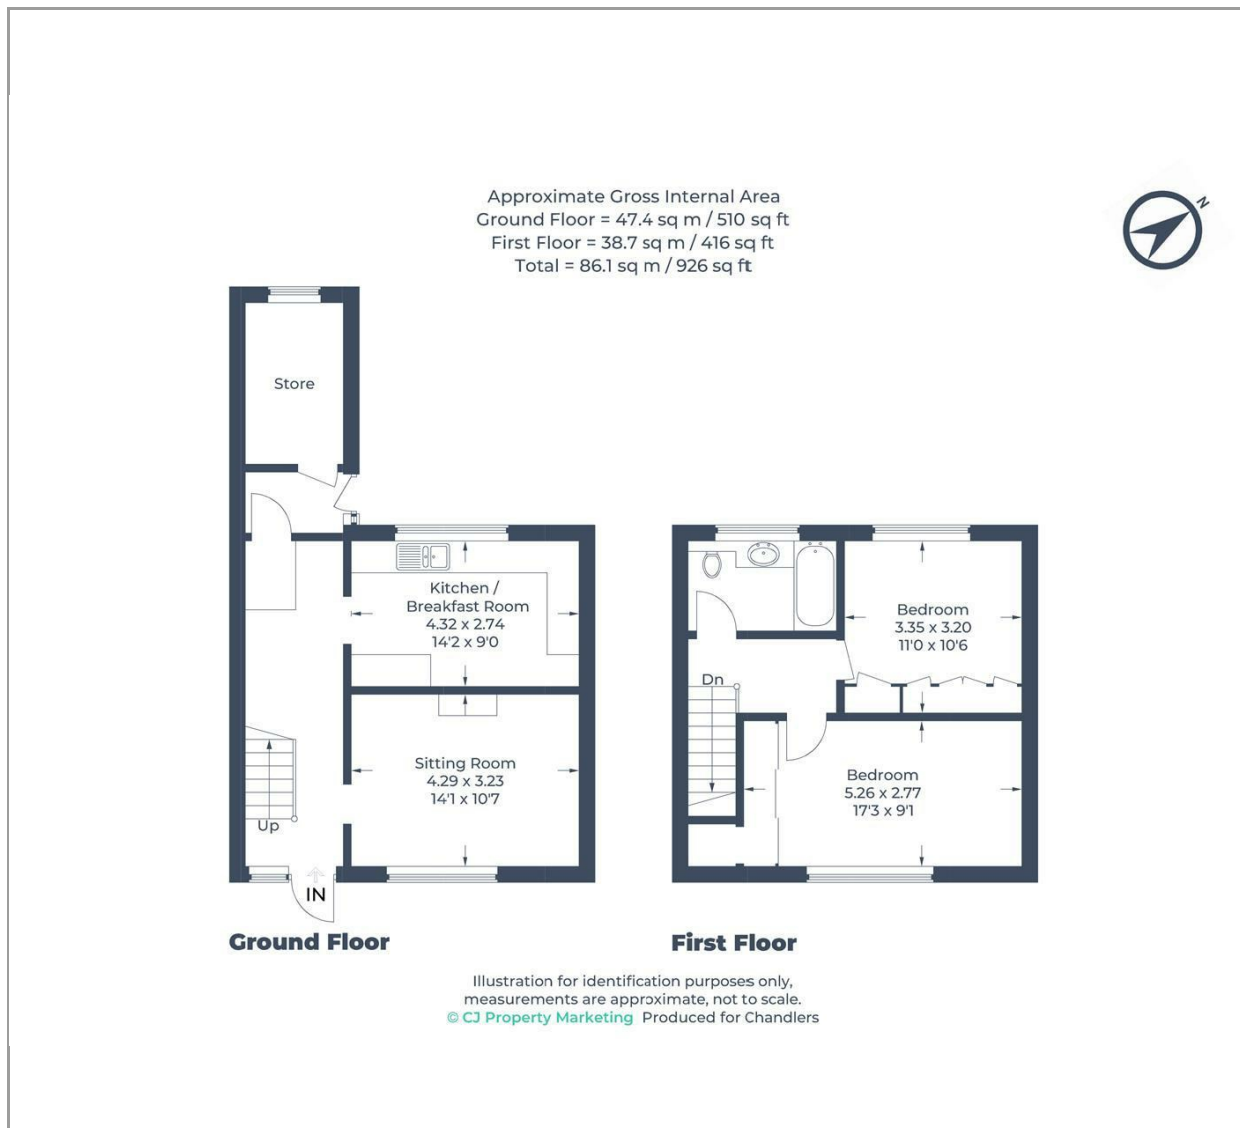 Approximate Gross Internal Area
Ground Floor = 47.4 sq m / 510 sq ft
First Floor = 38.7 sq m / 416 sq ft
Total = 86.1 sq m / 926 sq ft
N
Store
Kitchen /
Breakfast Room
4.32 x 2.74
14'2 x 9'0
Sitting Room
4.29 x 3.23
14'1 x 10'7
Up
IN
Ground Floor
Bedroom
3.35 x 3.20
11'0 x 10'6
Dn
Bedroom
5.26 x 2.77
17'3 x 9'1
First Floor
Illustration for identification purposes only,
measurements are approximate, not to scale.
© CJ Property Marketing Produced for Chandlers